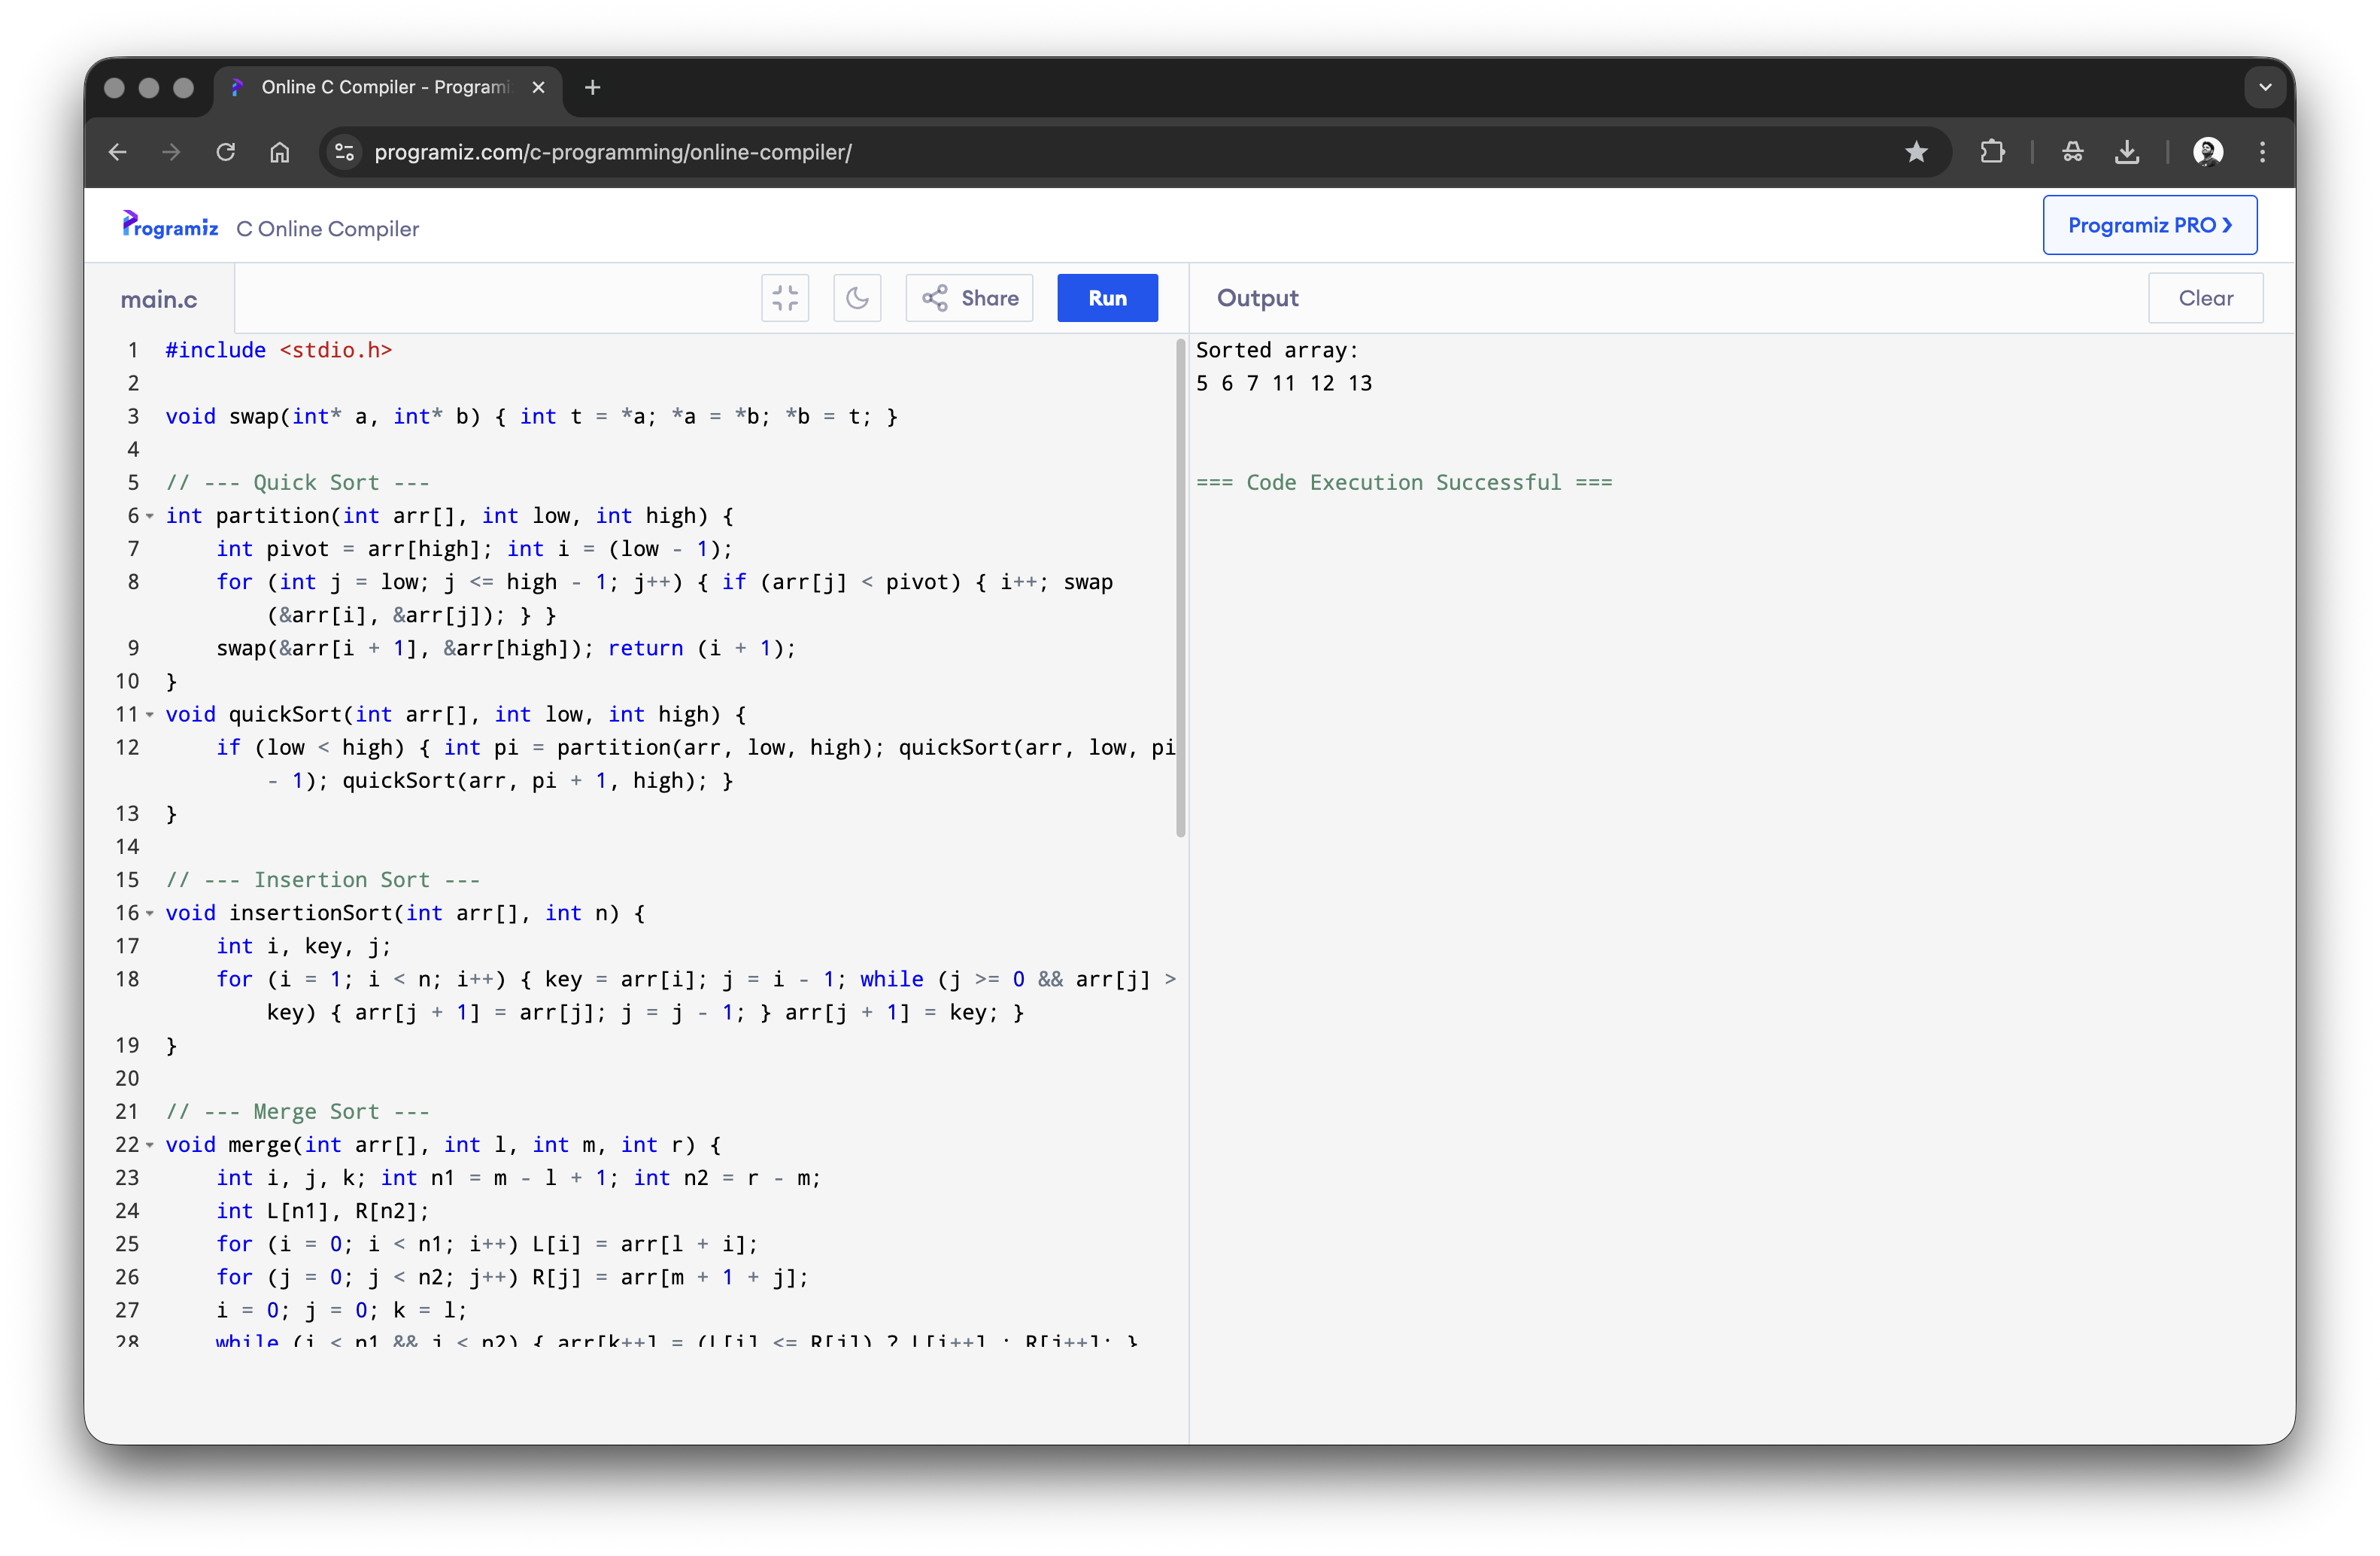 Online C Compiler - Programi
programiz.com/c-programming/online-compiler/
Programiz C Online Compiler
Programiz PRO ❯
main.c
Share
Run
Output
Clear
1 #include <stdio.h>
2
3 void swap(int* a, int* b) { int t = *a; *a = *b; *b = t; }
4
5 // --- Quick Sort ---
6 int partition(int arr[], int low, int high) {
7 int pivot = arr[high]; int i = (low - 1);
8 for (int j = low; j <= high - 1; j++) { if (arr[j] < pivot) { i++; swap
(&arr[i], &arr[j]); } }
9 swap(&arr[i + 1], &arr[high]); return (i + 1);
10 }
11 void quickSort(int arr[], int low, int high) {
12 if (low < high) { int pi = partition(arr, low, high); quickSort(arr, low, pi
- 1); quickSort(arr, pi + 1, high); }
13 }
14
15 // --- Insertion Sort ---
16 void insertionSort(int arr[], int n) {
17 int i, key, j;
18 for (i = 1; i < n; i++) { key = arr[i]; j = i - 1; while (j >= 0 && arr[j] >
key) { arr[j + 1] = arr[j]; j = j - 1; } arr[j + 1] = key; }
19 }
20
21 // --- Merge Sort ---
22 void merge(int arr[], int l, int m, int r) {
23 int i, j, k; int n1 = m - l + 1; int n2 = r - m;
24 int L[n1], R[n2];
25 for (i = 0; i < n1; i++) L[i] = arr[l + i];
26 for (j = 0; j < n2; j++) R[j] = arr[m + 1 + j];
27 i = 0; j = 0; k = l;
28 while (i < n1 && j < n2) { arr[k++] = (L[i] <= R[j]) ? L[i++] : R[j++]; }
Sorted array:
5 6 7 11 12 13
=== Code Execution Successful ===